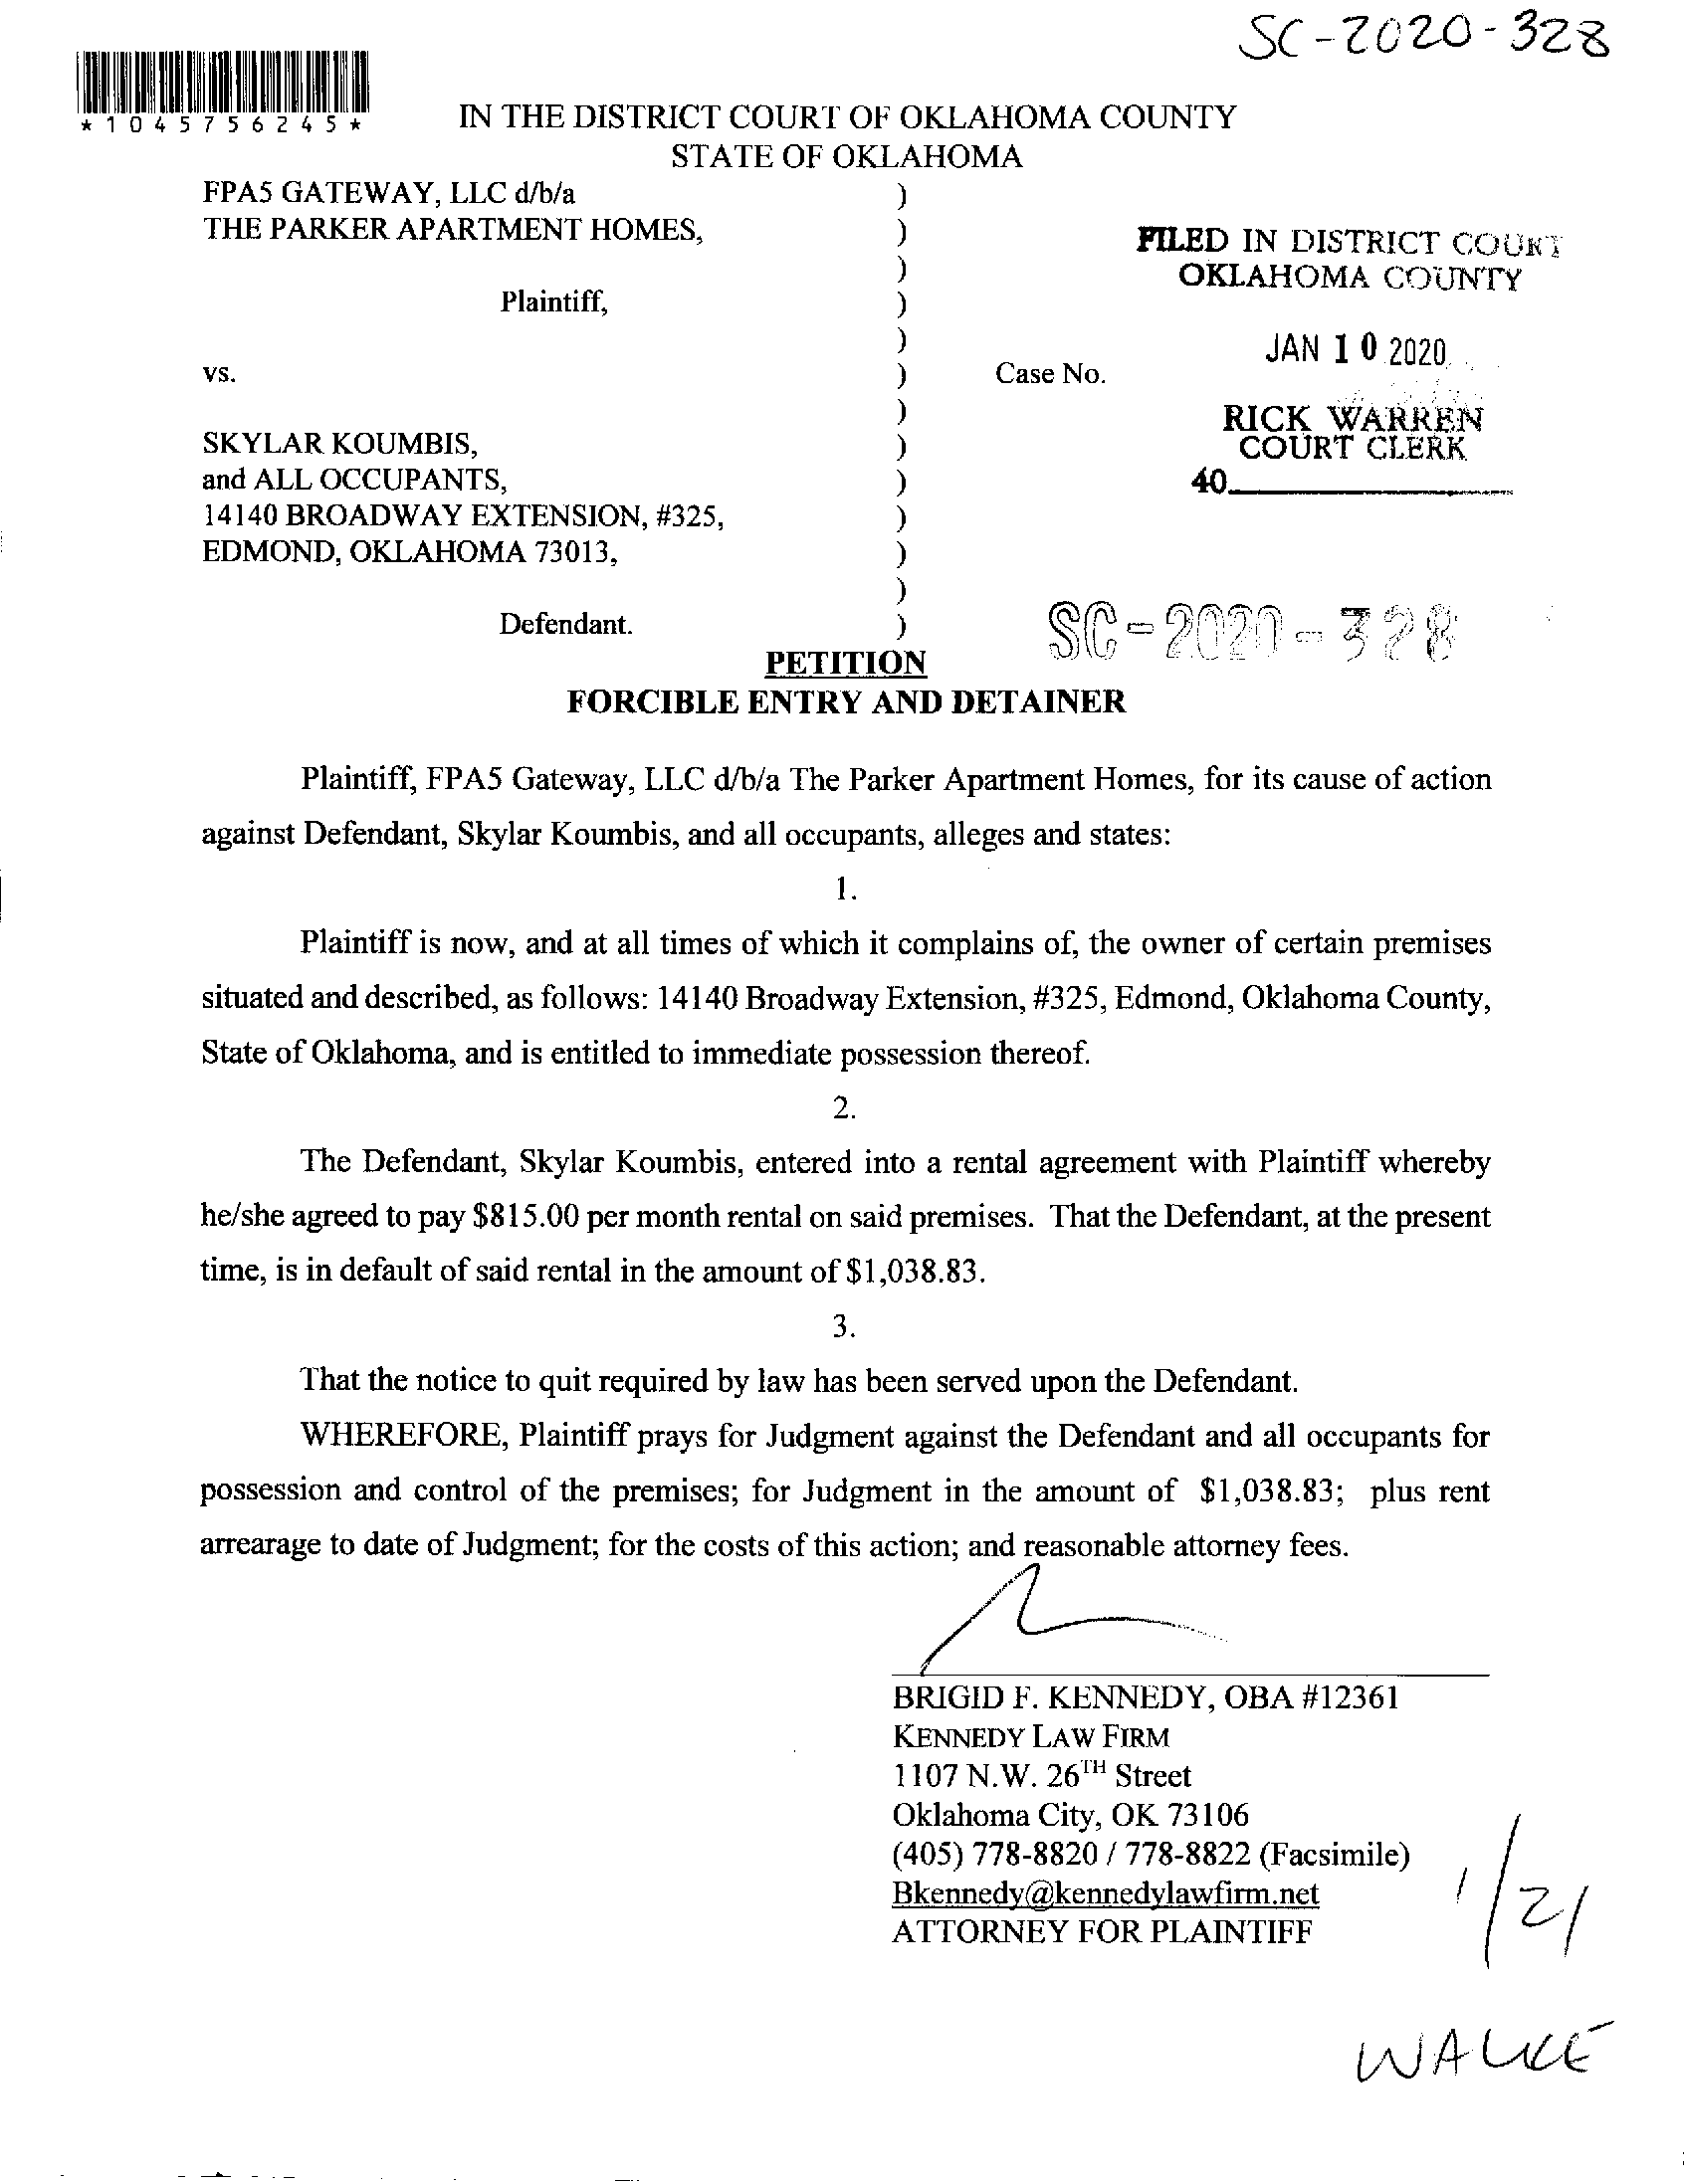 SC-2020-328
*1045756245*
IN THE DISTRICT COURT OF OKLAHOMA COUNTY
STATE OF OKLAHOMA
FPA5 GATEWAY, LLC d/b/a )
THE PARKER APARTMENT HOMES, )
)
Plaintiff, )
)
vs. ) Case No.
)
SKYLAR KOUMBIS, )
and ALL OCCUPANTS, )
14140 BROADWAY EXTENSION, #325, )
EDMOND, OKLAHOMA 73013, )
)
Defendant. )
FILED IN DISTRICT COURT
OKLAHOMA COUNTY
JAN 10 2020
RICK WARREN
COURT CLERK
40
SC-2020-328
PETITION
FORCIBLE ENTRY AND DETAINER
Plaintiff, FPA5 Gateway, LLC d/b/a The Parker Apartment Homes, for its cause of action
against Defendant, Skylar Koumbis, and all occupants, alleges and states:
1.
Plaintiff is now, and at all times of which it complains of, the owner of certain premises
situated and described, as follows: 14140 Broadway Extension, #325, Edmond, Oklahoma County,
State of Oklahoma, and is entitled to immediate possession thereof.
2.
The Defendant, Skylar Koumbis, entered into a rental agreement with Plaintiff whereby
he/she agreed to pay $815.00 per month rental on said premises. That the Defendant, at the present
time, is in default of said rental in the amount of $1,038.83.
3.
That the notice to quit required by law has been served upon the Defendant.
WHEREFORE, Plaintiff prays for Judgment against the Defendant and all occupants for
possession and control of the premises; for Judgment in the amount of $1,038.83; plus rent
arrearage to date of Judgment; for the costs of this action; and reasonable attorney fees.
BRIGID F. KENNEDY, OBA #12361
KENNEDY LAW FIRM
1107 N.W. 26TH Street
Oklahoma City, OK 73106
(405) 778-8820 / 778-8822 (Facsimile)
Bkennedy@kennedylawfirm.net
ATTORNEY FOR PLAINTIFF
1/21
WALKE